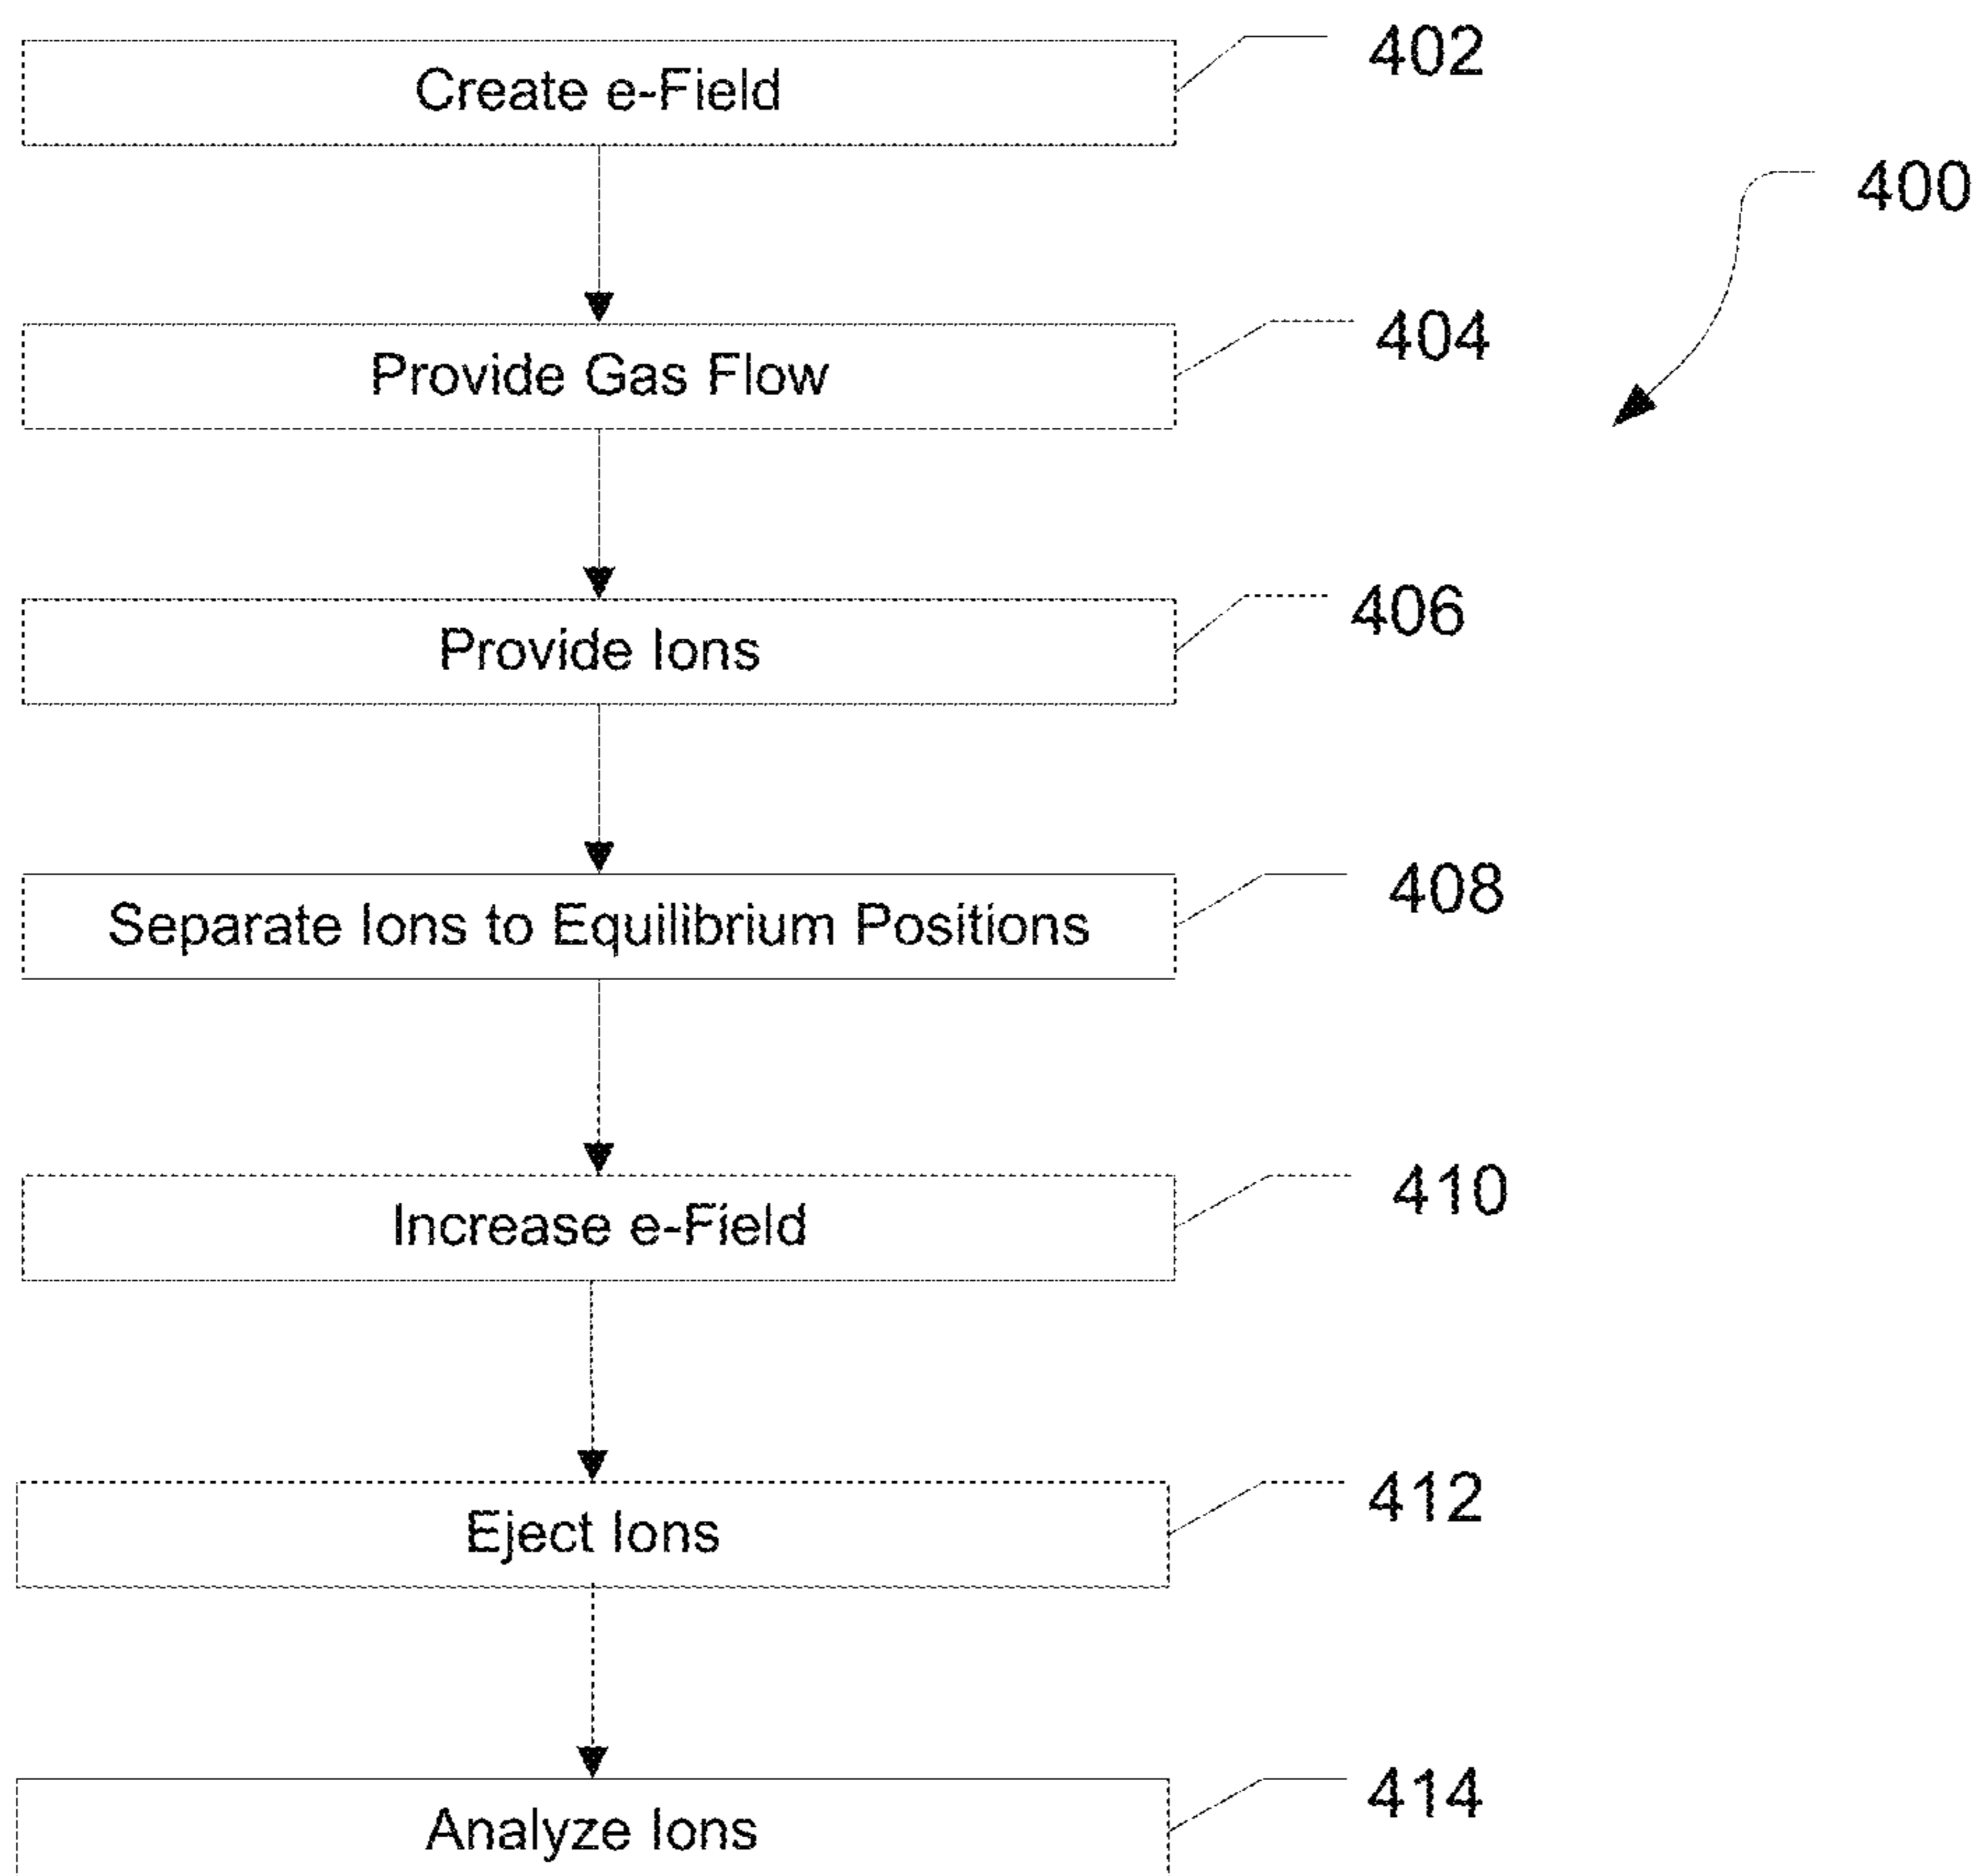 Create e-Field
402
400
Provide Gas Flow
404
Provide Ions
406
Separate Ions to Equilibrium Positions
408
Increase e-Field
410
Eject Ions
412
Analyze Ions
414